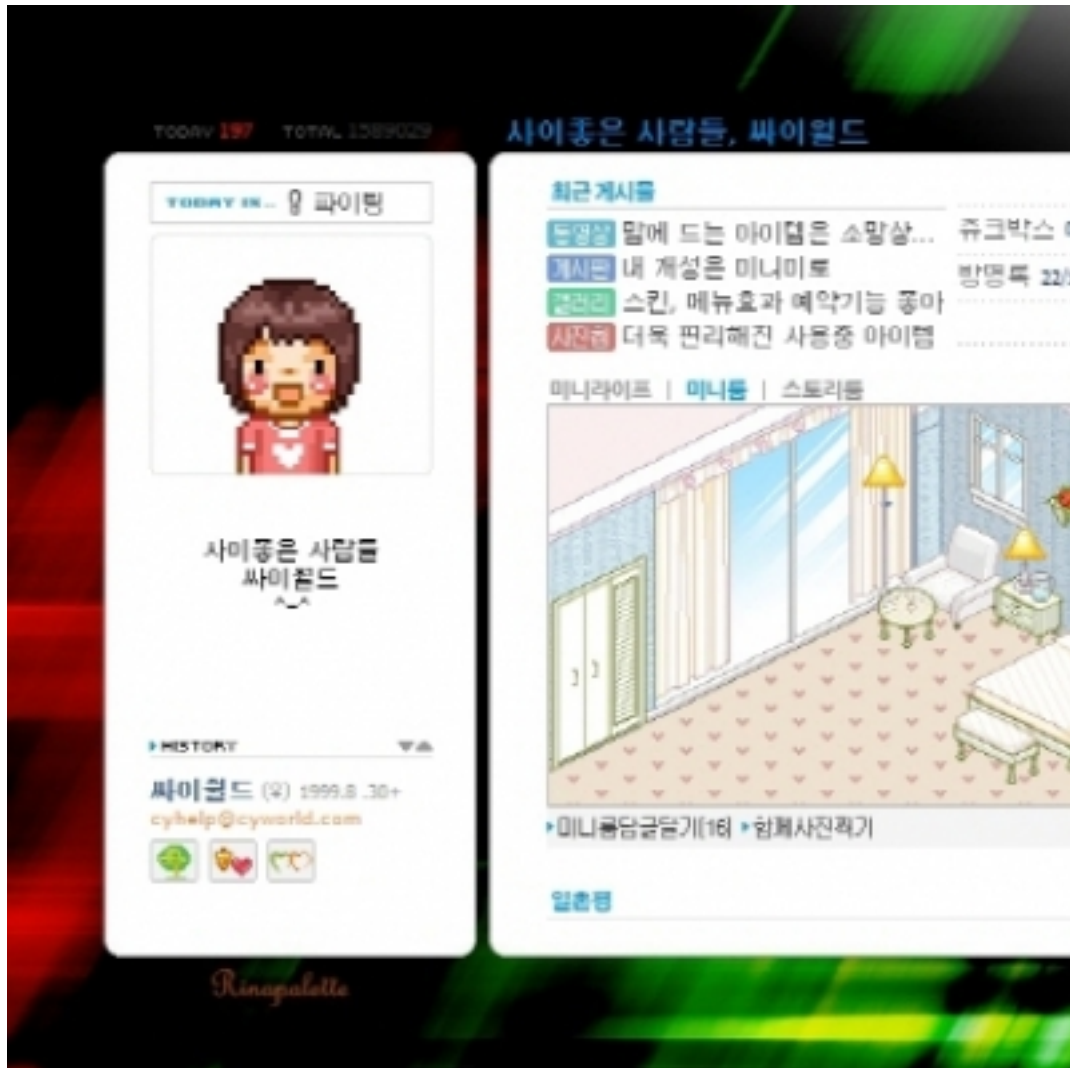 TODAY 197 TOTAL 1589029
사이좋은 사람들, 싸이월드
TODAY IS.. 파이팅
사이좋은 사람들
싸이월드
^_^
HISTORY
싸이월드 (우) 1999.8 .30+
cyhelp@cyworld.com
최근 게시물
동영상 맘에 드는 아이템은 소망상...
게시판 내 개성은 미니미로
갤러리 스킨, 메뉴효과 예약기능 좋아
사진첩 더욱 편리해진 사용중 아이템
쥬크박스
방명록 22/
미니라이프 | 미니룸 | 스토리룸
미니룸답글달기[16] 함께사진찍기
일촌평
Rinapalette